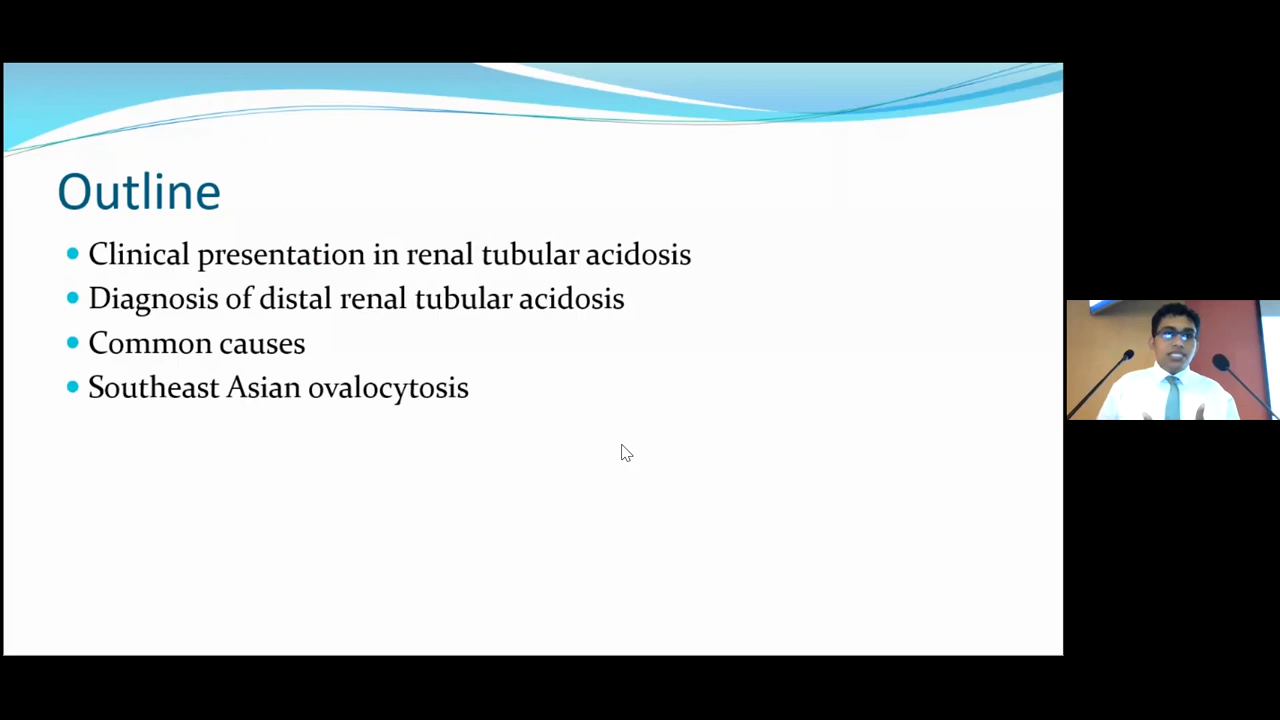 Outline
Clinical presentation in renal tubular acidosis
Diagnosis of distal renal tubular acidosis
Common causes
Southeast Asian ovalocytosis